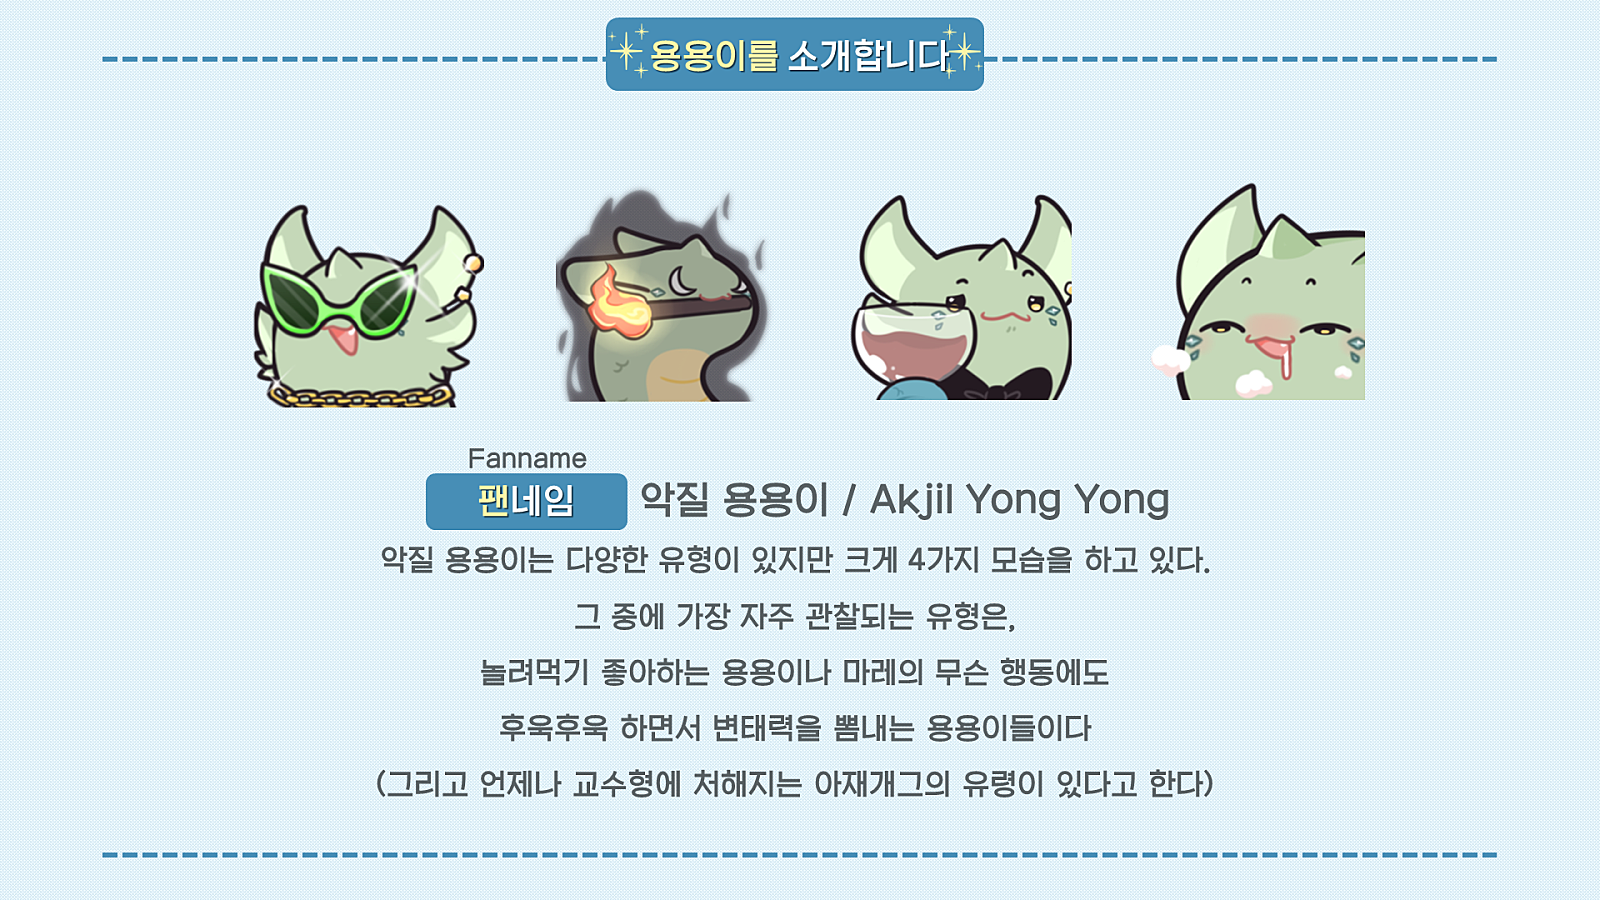 용용이를 소개합니다
Fanname
팬네임 악질 용용이 / Akjil Yong Yong
악질 용용이는 다양한 유형이 있지만 크게 4가지 모습을 하고 있다.
그 중에 가장 자주 관찰되는 유형은,
놀려먹기 좋아하는 용용이나 마레의 무슨 행동에도
후욱후욱 하면서 변태력을 뽐내는 용용이들이다
(그리고 언제나 교수형에 처해지는 아재개그의 유령이 있다고 한다)